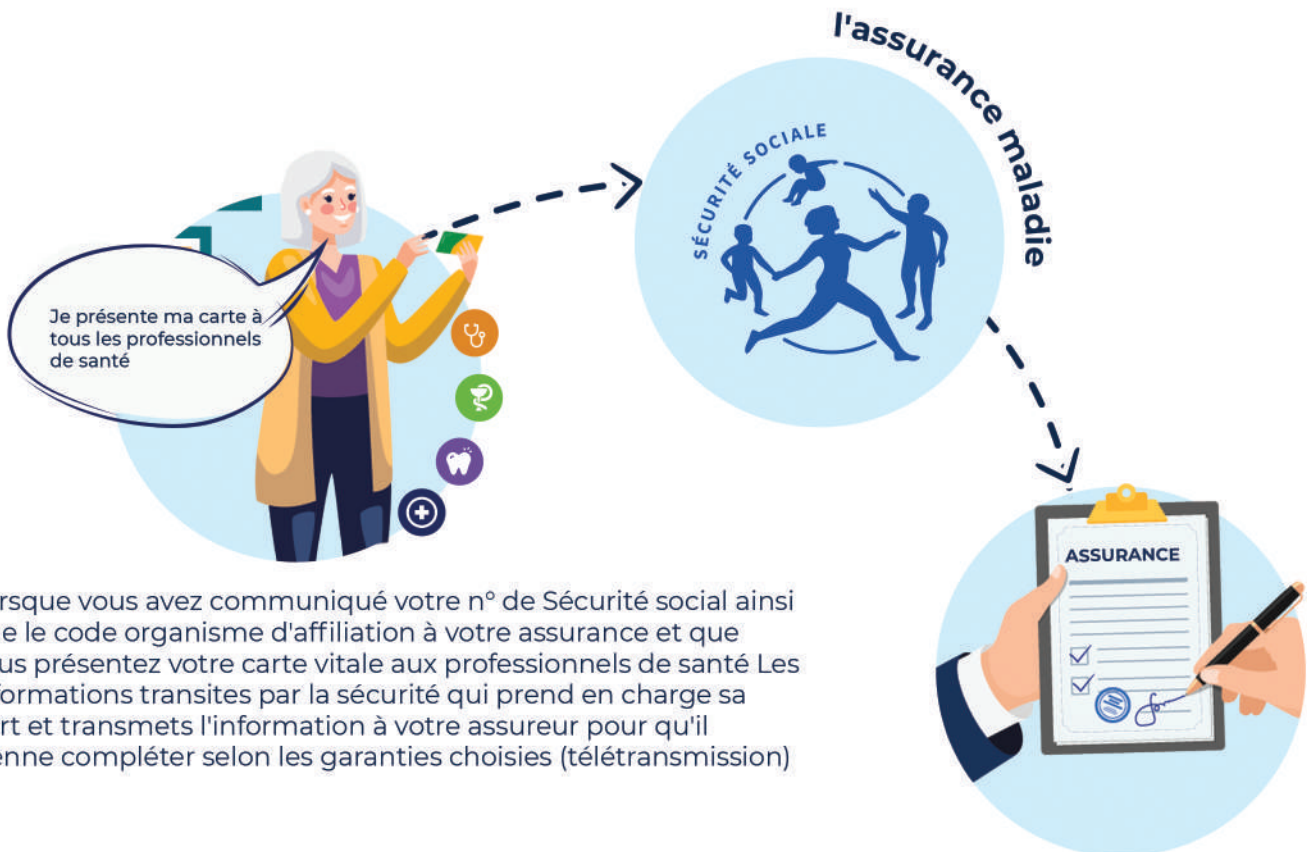 l'assurance maladie
SÉCURITÉ SOCIALE
Je présente ma carte à
tous les professionnels
de santé
ASSURANCE
rsque vous avez communiqué votre n° de Sécurité social ainsi
e le code organisme d'affiliation à votre assurance et que
us présentez votre carte vitale aux professionnels de santé Les
formations transites par la sécurité qui prend en charge sa
rt et transmets l'information à votre assureur pour qu'il
enne compléter selon les garanties choisies (télétransmission)